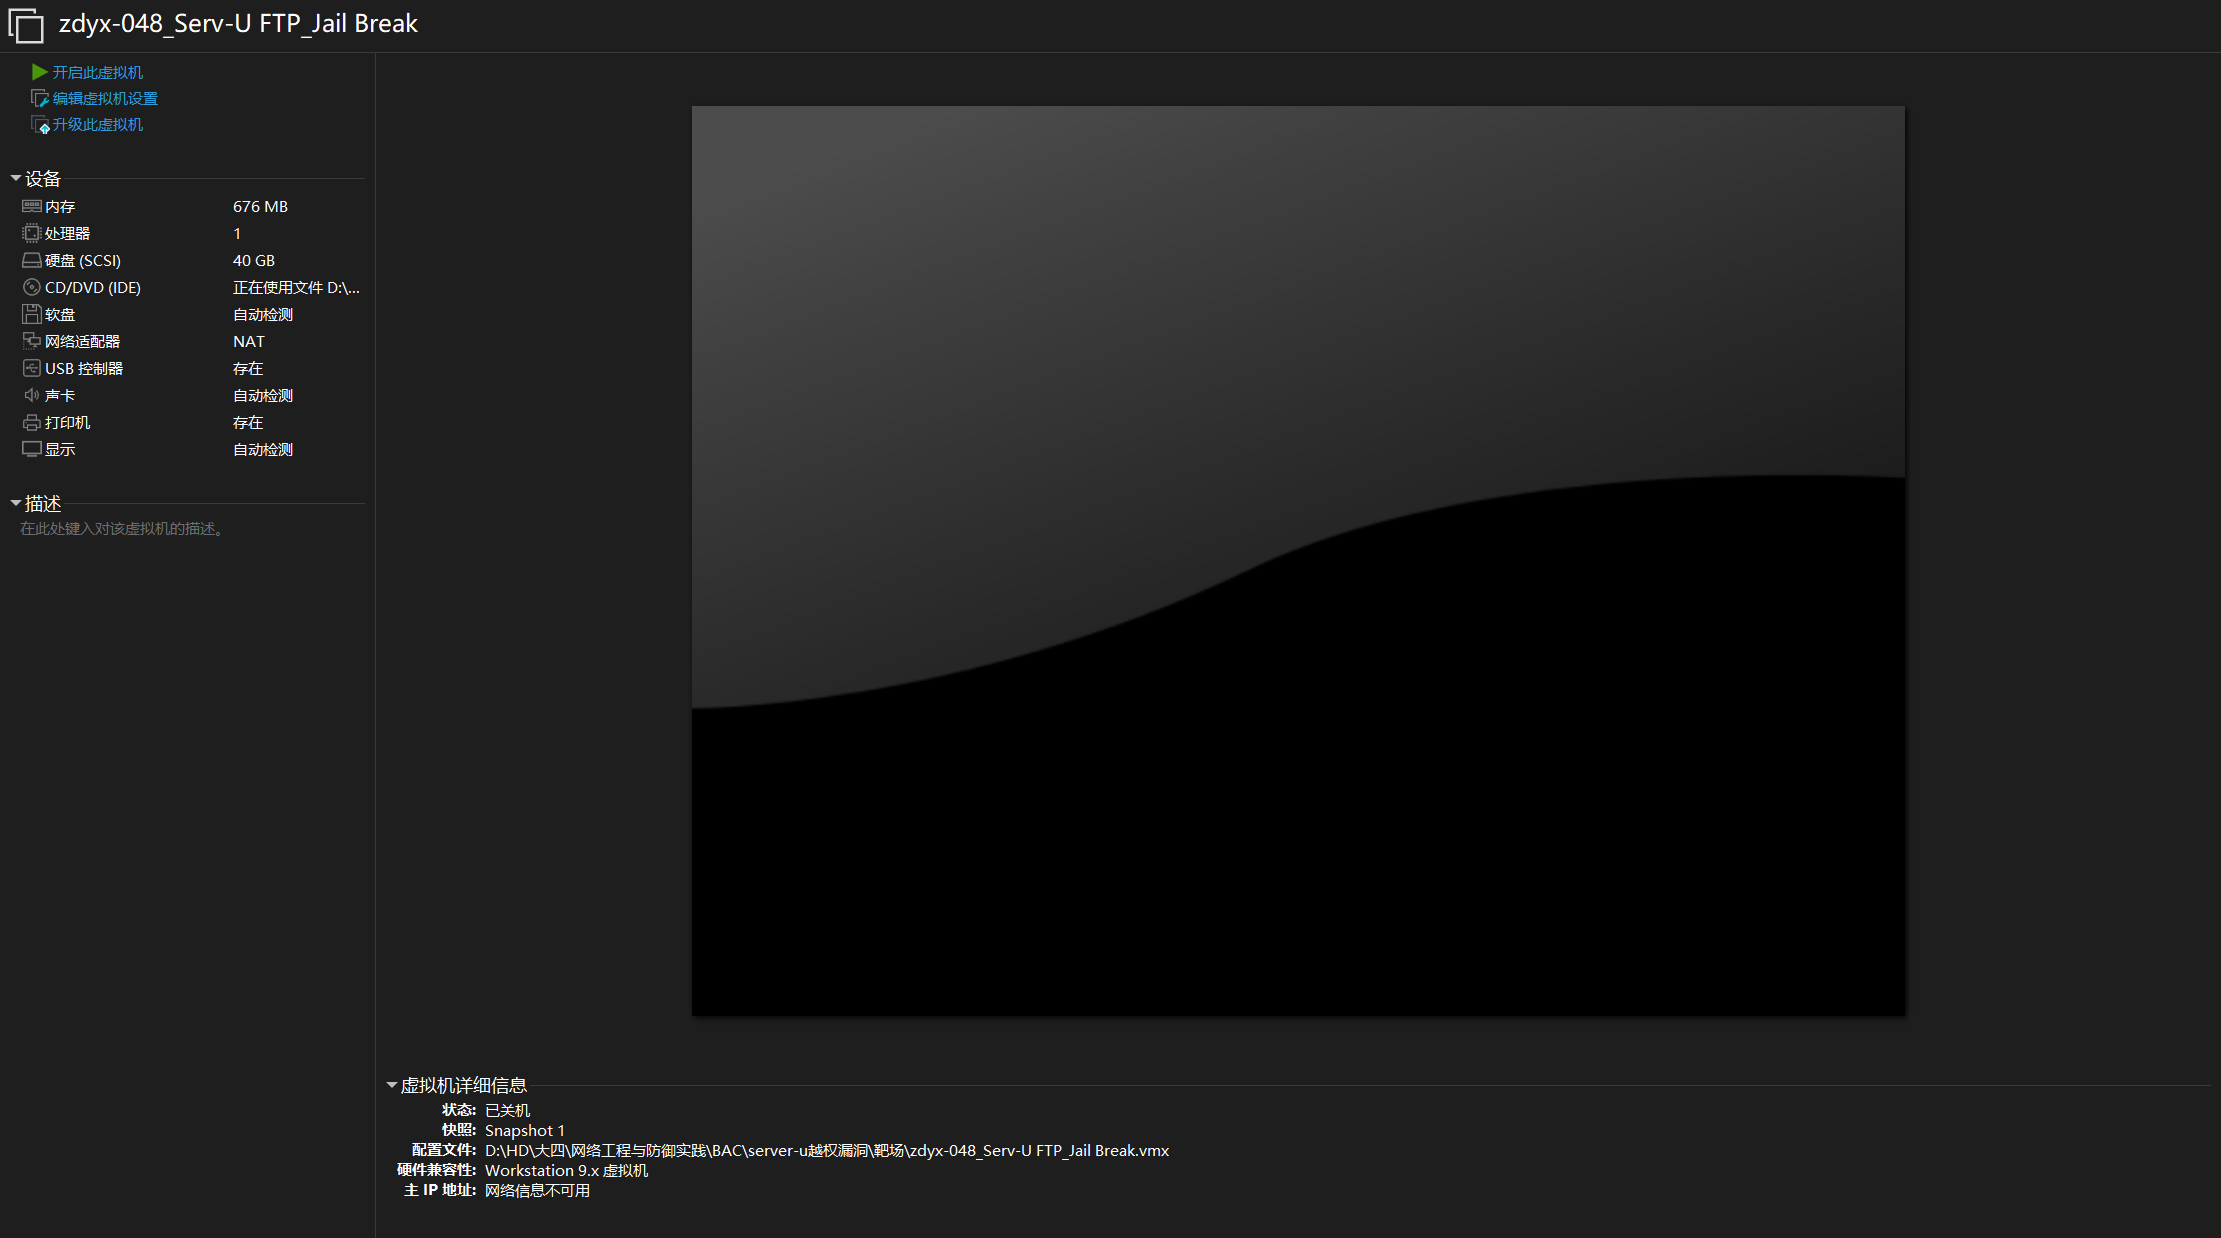 zdyx-048_Serv-U FTP_Jail Break
开启此虚拟机
编辑虚拟机设置
升级此虚拟机
设备
内存 676 MB
处理器 1
硬盘 (SCSI) 40 GB
CD/DVD (IDE) 正在使用文件 D:\...
软盘 自动检测
网络适配器 NAT
USB 控制器 存在
声卡 自动检测
打印机 存在
显示 自动检测
描述
在此处键入对该虚拟机的描述。
虚拟机详细信息
状态: 已关机
快照: Snapshot 1
配置文件: D:\HD\大四\网络工程与防御实践\BAC\server-u越权漏洞\靶场\zdyx-048_Serv-U FTP_Jail Break.vmx
硬件兼容性: Workstation 9.x 虚拟机
主 IP 地址: 网络信息不可用